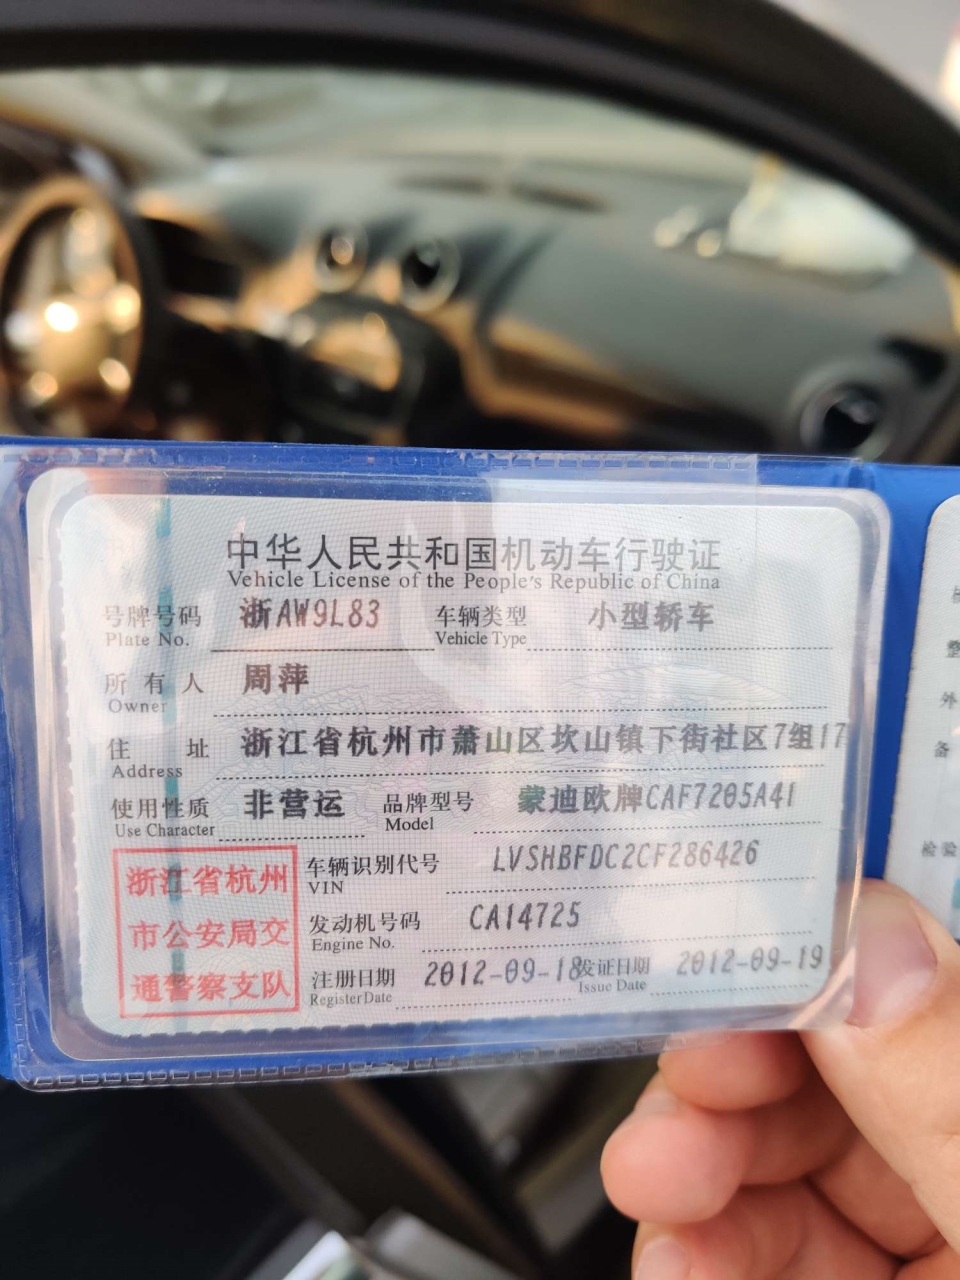 中华人民共和国机动车行驶证
Vehicle License of the People's Republic of China
号牌号码 浙AW9L83 车辆类型 小型轿车
Plate No. Vehicle Type
所有人 周萍
Owner
住址 浙江省杭州市萧山区坎山镇下街社区7组17
Address
使用性质 非营运 品牌型号 蒙迪欧牌CAF7205A41
Use Character Model
浙江省杭州
市公安局交
通警察支队
车辆识别代号 LVSHBFDC2CF286426
VIN
发动机号码 CA14725
Engine No.
注册日期 2012-09-18 发证日期 2012-09-19
Register Date Issue Date
整
外
备
检验